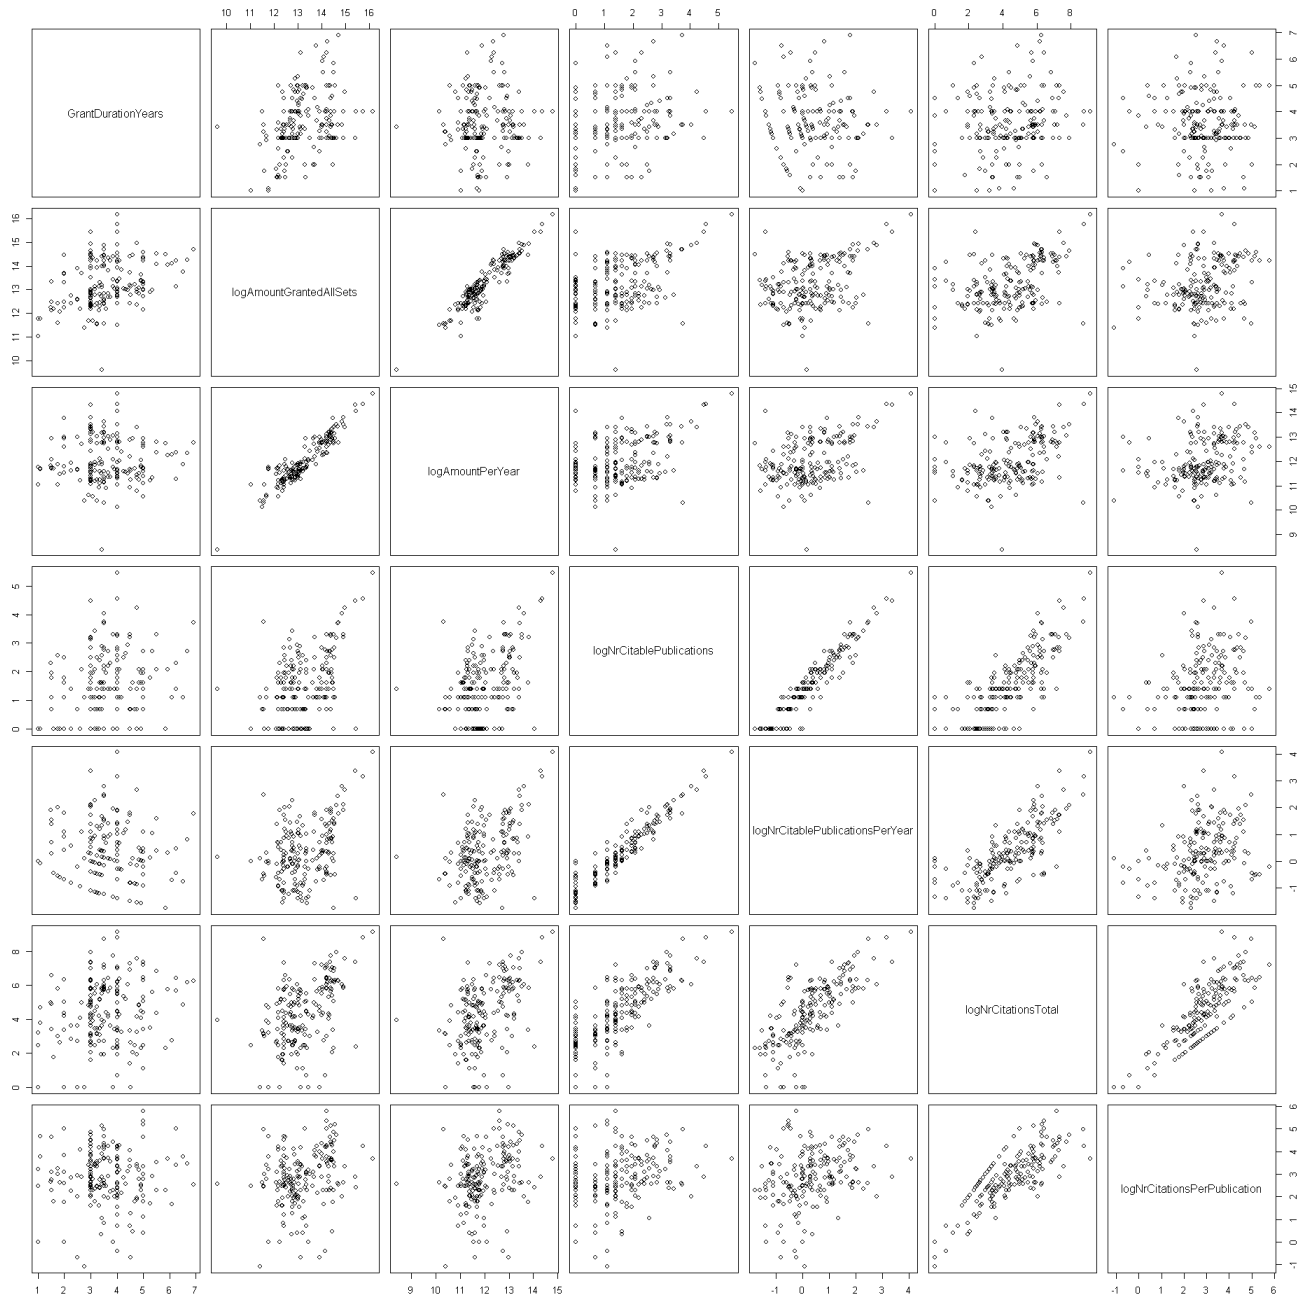 10 11 12 13 14 15 16
0 1 2 3 4 5
0 2 4 6 8
GrantDurationYears
1 2 3 4 5 6 7
10 11 12 13 14 15 16
logAmountGrantedAllSets
logAmountPerYear
9 10 11 12 13 14 15
0 1 2 3 4 5
logNrCitablePublications
logNrCitablePublicationsPerYear
-1 0 1 2 3 4
0 2 4 6 8
logNrCitationsTotal
logNrCitationsPerPublication
-1 0 1 2 3 4 5 6
1 2 3 4 5 6 7
9 10 11 12 13 14 15
-1 0 1 2 3 4
-1 0 1 2 3 4 5 6